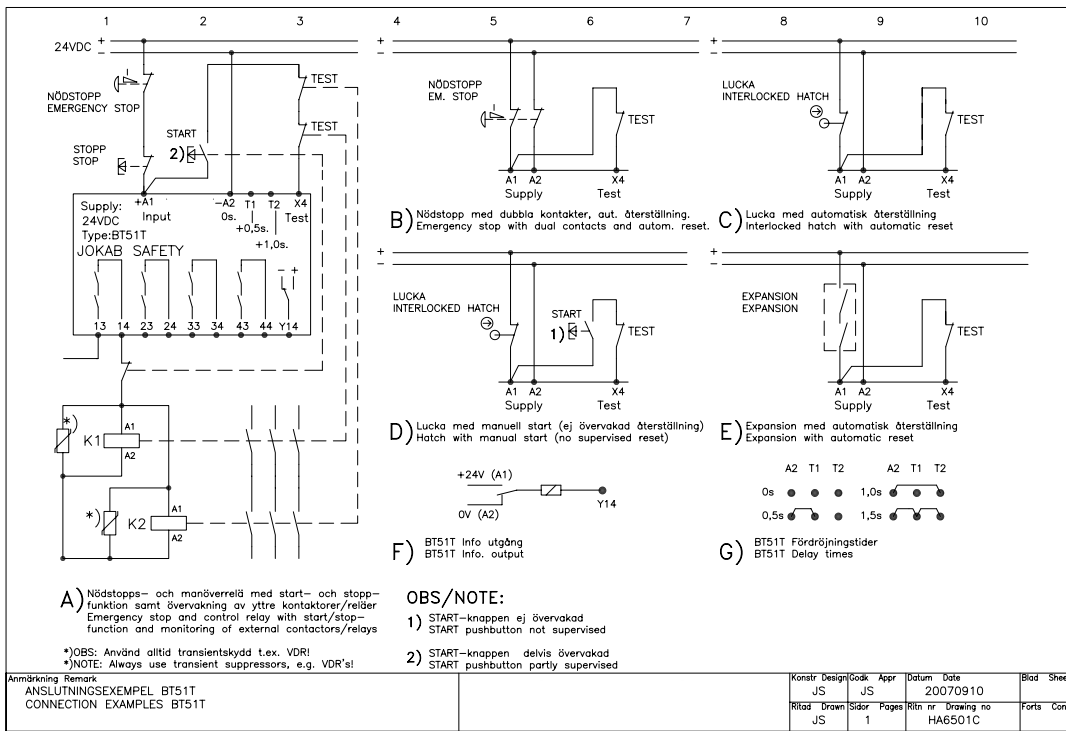 1 2 3 4 5 6 7 8 9 10
24VDC + −
+ −
+ −
NÖDSTOPP
EMERGENCY STOP
TEST
TEST
START
2)
STOPP
STOP
+A1
Input
−A2
0s.
T1
+0,5s.
T2
+1,0s.
X4
Test
Supply:
24VDC
Type:BT51T
JOKAB SAFETY
− +
13 14 23 24 33 34 43 44 Y14
*)
K1
A1
A2
*)
K2
A1
A2
A) Nödstopps− och manöverrelä med start− och stopp−
funktion samt övervakning av yttre kontaktorer/reläer
Emergency stop and control relay with start/stop−
function and monitoring of external contactors/relays
*)OBS: Använd alltid transientskydd t.ex. VDR!
*)NOTE: Always use transient suppressors, e.g. VDR's!
NÖDSTOPP
EM. STOP
TEST
A1 A2 X4
Supply Test
B) Nödstopp med dubbla kontakter, aut. återställning.
Emergency stop with dual contacts and autom. reset.
LUCKA
INTERLOCKED HATCH
TEST
A1 A2 X4
Supply Test
C) Lucka med automatisk återställning
Interlocked hatch with automatic reset
+ −
LUCKA
INTERLOCKED HATCH
START
1)
TEST
A1 A2 X4
Supply Test
D) Lucka med manuell start (ej övervakad återställning)
Hatch with manual start (no supervised reset)
+ −
EXPANSION
EXPANSION
TEST
A1 A2 X4
Supply Test
E) Expansion med automatisk återställning
Expansion with automatic reset
+24V (A1)
0V (A2)
Y14
F) BT51T Info utgång
BT51T Info. output
A2 T1 T2 A2 T1 T2
0s 1,0s
0,5s 1,5s
G) BT51T Fördröjningstider
BT51T Delay times
OBS/NOTE:
1) START−knappen ej övervakad
START pushbutton not supervised
2) START−knappen delvis övervakad
START pushbutton partly supervised
Anmärkning Remark
ANSLUTNINGSEXEMPEL BT51T
CONNECTION EXAMPLES BT51T
Konstr Design Godk Appr Datum Date Blad
JS JS 20070910
Ritad Drawn Sidor Pages Ritn nr Drawing no Forts
JS 1 HA6501C